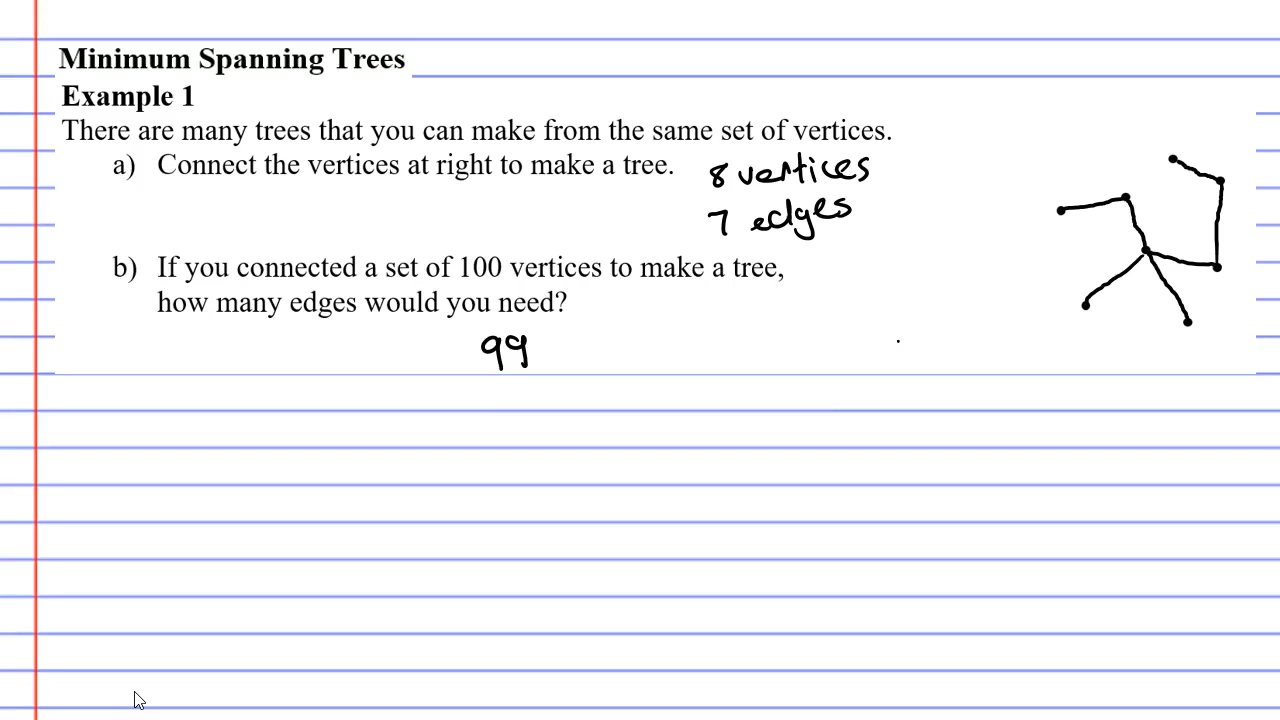 Minimum Spanning Trees
Example 1
There are many trees that you can make from the same set of vertices.
a) Connect the vertices at right to make a tree. 8 vertices
7 edges
b) If you connected a set of 100 vertices to make a tree,
how many edges would you need?
99